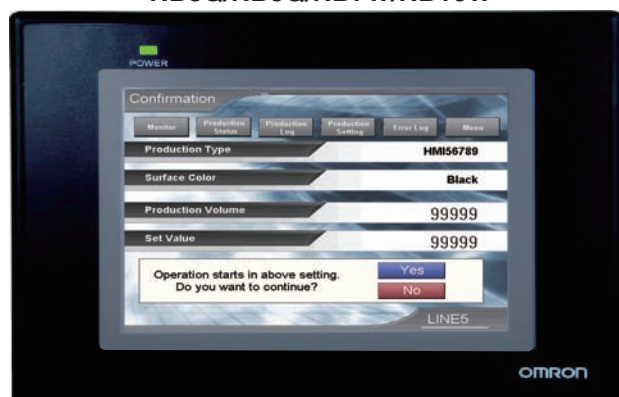 POWER
Confirmation
Monitor
Production
Status
Production
Log
Production
Setting
Error Log
Menu
Production Type
HMI56789
Surface Color
Black
Production Volume
99999
Set Value
99999
Operation starts in above setting.
Do you want to continue?
Yes
No
LINE5
OMRON